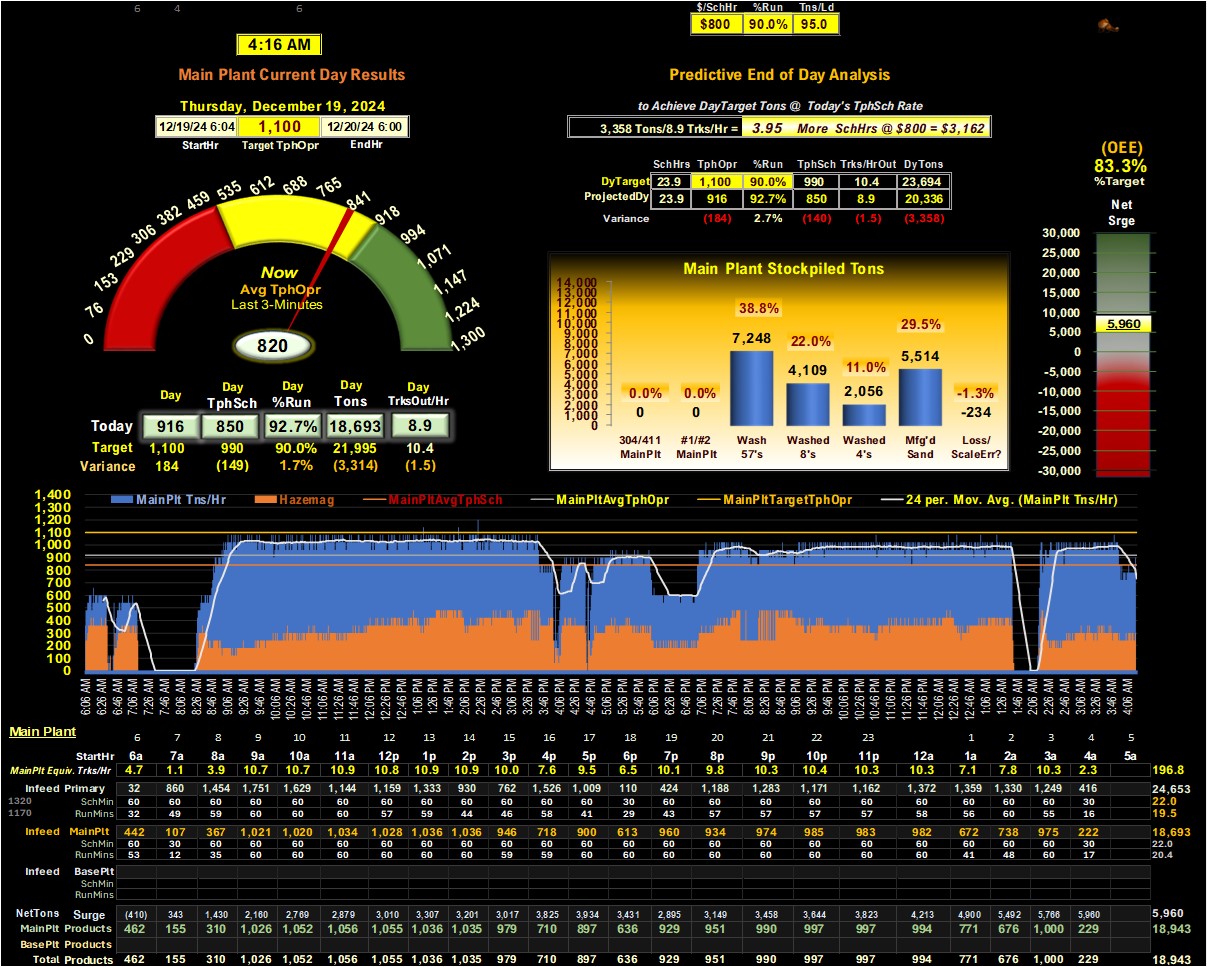 6 4 6
$/SchHr %Run Tns/Ld
$800 90.0% 95.0
4:16 AM
Main Plant Current Day Results
Predictive End of Day Analysis
Thursday, December 19, 2024
to Achieve DayTarget Tons @ Today's TphSch Rate
12/19/24 6:04 1,100 12/20/24 6:00
StartHr Target TphOpr EndHr
3,358 Tons/8.9 Trks/Hr = 3.95 More SchHrs @ $800 = $3,162
(OEE)
83.3%
%Target
SchHrs TphOpr %Run TphSch Trks/HrOut DyTons
DyTarget 23.9 1,100 90.0% 990 10.4 23,694
ProjectedDy 23.9 916 92.7% 850 8.9 20,336
Variance (184) 2.7% (140) (1.5) (3,358)
0 76 153 229 306 382 459 535 612 688 765 841 918 994 1,071 1,147 1,224 1,300
Now
Avg TphOpr
Last 3-Minutes
820
Net
Srge
30,000
25,000
20,000
15,000
10,000
5,000
0
-5,000
-10,000
-15,000
-20,000
-25,000
-30,000
5,960
Main Plant Stockpiled Tons
14,000
13,000
12,000
11,000
10,000
9,000
8,000
7,000
6,000
5,000
4,000
3,000
2,000
1,000
0
0.0% 0.0% 38.8% 22.0% 11.0% 29.5% -1.3%
0 0 7,248 4,109 2,056 5,514 -234
304/411 #1/#2 Wash Washed Washed Mfg'd Loss/
MainPlt MainPlt 57's 8's 4's Sand ScaleErr?
Day Day Day Day Day
TphSch %Run Tons TrksOut/Hr
Today 916 850 92.7% 18,693 8.9
Target 1,100 990 90.0% 21,995 10.4
Variance 184 (149) 1.7% (3,314) (1.5)
MainPlt Tns/Hr Hazemag MainPltAvgTphSch MainPltAvgTphOpr MainPltTargetTphOpr 24 per. Mov. Avg. (MainPlt Tns/Hr)
1,400
1,300
1,200
1,100
1,000
900
800
700
600
500
400
300
200
100
0
6:06 AM 6:26 AM 6:46 AM 7:06 AM 7:26 AM 7:46 AM 8:06 AM 8:26 AM 8:46 AM 9:06 AM 9:26 AM 9:46 AM 10:06 AM 10:26 AM 10:46 AM 11:06 AM 11:26 AM 11:46 AM 12:06 PM 12:26 PM 12:46 PM 1:06 PM 1:26 PM 1:46 PM 2:06 PM 2:26 PM 2:46 PM 3:06 PM 3:26 PM 3:46 PM 4:06 PM 4:26 PM 4:46 PM 5:06 PM 5:26 PM 5:46 PM 6:06 PM 6:26 PM 6:46 PM 7:06 PM 7:26 PM 7:46 PM 8:06 PM 8:26 PM 8:46 PM 9:06 PM 9:26 PM 9:46 PM 10:06 PM 10:26 PM 10:46 PM 11:06 PM 11:26 PM 11:46 PM 12:06 AM 12:26 AM 12:46 AM 1:06 AM 1:26 AM 1:46 AM 2:06 AM 2:26 AM 2:46 AM 3:06 AM 3:26 AM 3:46 AM 4:06 AM
Main Plant
6 7 8 9 10 11 12 13 14 15 16 17 18 19 20 21 22 23 1 2 3 4 5
StartHr 6a 7a 8a 9a 10a 11a 12p 1p 2p 3p 4p 5p 6p 7p 8p 9p 10p 11p 12a 1a 2a 3a 4a 5a
MainPlt Equiv. Trks/Hr 4.7 1.1 3.9 10.7 10.7 10.9 10.8 10.9 10.9 10.0 7.6 9.5 6.5 10.1 9.8 10.3 10.4 10.3 10.3 7.1 7.8 10.3 2.3 196.8
Infeed Primary 32 860 1,454 1,751 1,629 1,144 1,159 1,333 930 762 1,526 1,009 110 424 1,188 1,283 1,171 1,162 1,372 1,359 1,330 1,249 416 24,653
1320 SchMin 60 60 60 60 60 60 60 60 60 60 60 60 30 60 60 60 60 60 60 60 60 60 30 22.0
1170 RunMins 32 49 59 60 60 60 57 59 44 46 58 41 29 43 57 57 57 57 58 56 60 55 16 19.5
Infeed MainPlt 442 107 367 1,021 1,020 1,034 1,028 1,036 1,036 946 718 900 613 960 934 974 985 983 982 672 738 975 222 18,693
SchMin 60 30 60 60 60 60 60 60 60 60 60 60 60 60 60 60 60 60 60 60 60 60 30 22.0
RunMins 53 12 35 60 60 60 60 60 60 59 59 60 60 60 60 60 60 60 60 41 48 60 17 20.4
Infeed BasePlt
SchMin
RunMins
NetTons Surge (410) 343 1,430 2,160 2,769 2,879 3,010 3,307 3,201 3,017 3,825 3,934 3,431 2,895 3,149 3,458 3,644 3,823 4,213 4,900 5,492 5,766 5,960 5,960
MainPlt Products 462 155 310 1,026 1,052 1,056 1,055 1,036 1,035 979 710 897 636 929 951 990 997 997 994 771 676 1,000 229 18,943
BasePlt Products
Total Products 462 155 310 1,026 1,052 1,056 1,055 1,036 1,035 979 710 897 636 929 951 990 997 997 994 771 676 1,000 229 18,943